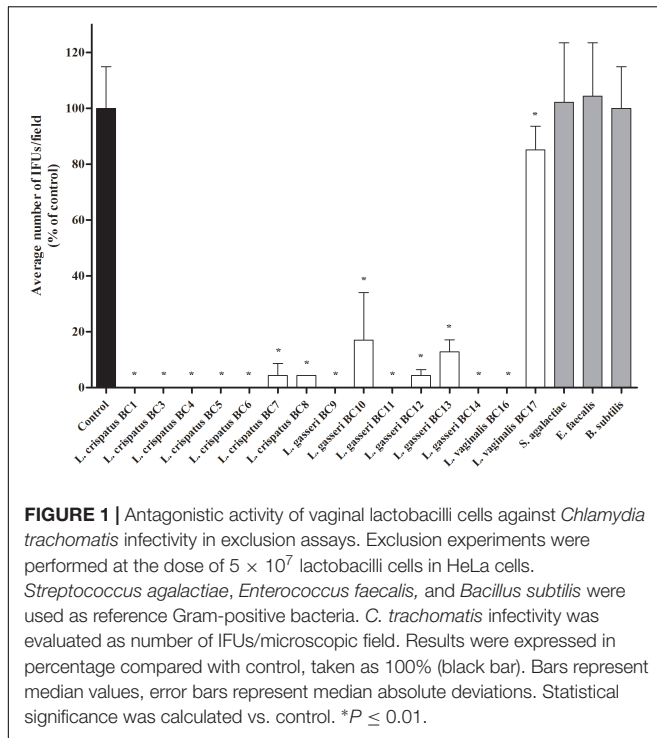 Average number of IFUs/field
(% of control)
120
100
80
60
40
20
0
* * * * * * * * * * * * * * *
Control
L. crispatus BC1
L. crispatus BC3
L. crispatus BC4
L. crispatus BC5
L. crispatus BC6
L. crispatus BC7
L. crispatus BC8
L. gasseri BC9
L. gasseri BC10
L. gasseri BC11
L. gasseri BC12
L. gasseri BC13
L. gasseri BC14
L. vaginalis BC16
L. vaginalis BC17
S. agalactiae
E. faecalis
B. subtilis
FIGURE 1 | Antagonistic activity of vaginal lactobacilli cells against Chlamydia
trachomatis infectivity in exclusion assays. Exclusion experiments were
performed at the dose of 5 × 10⁷ lactobacilli cells in HeLa cells.
Streptococcus agalactiae, Enterococcus faecalis, and Bacillus subtilis were
used as reference Gram-positive bacteria. C. trachomatis infectivity was
evaluated as number of IFUs/microscopic field. Results were expressed in
percentage compared with control, taken as 100% (black bar). Bars represent
median values, error bars represent median absolute deviations. Statistical
significance was calculated vs. control. *P ≤ 0.01.